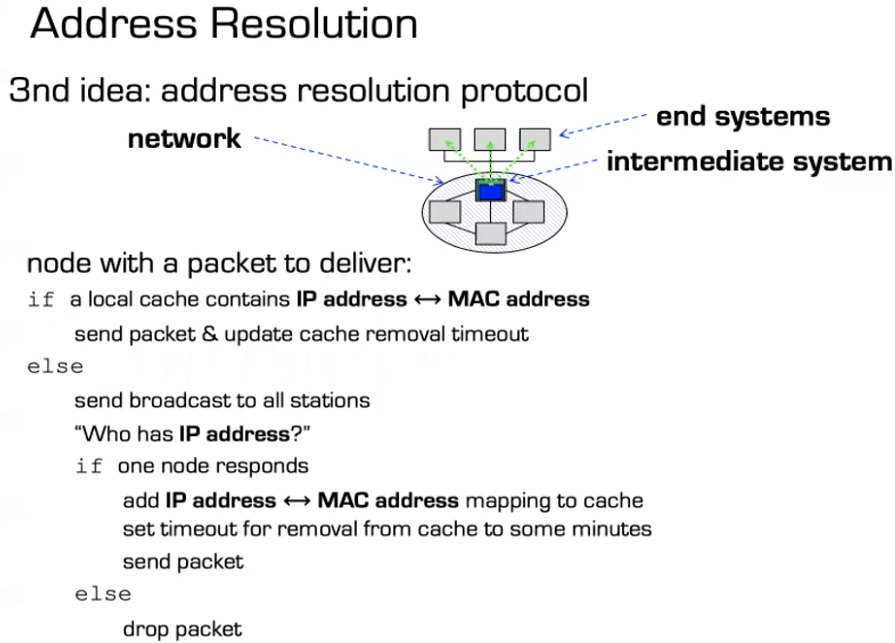 Address Resolution
3nd idea: address resolution protocol
end systems
network
intermediate system
node with a packet to deliver:
if a local cache contains IP address ↔ MAC address
send packet & update cache removal timeout
else
send broadcast to all stations
“Who has IP address?”
if one node responds
add IP address ↔ MAC address mapping to cache
set timeout for removal from cache to some minutes
send packet
else
drop packet